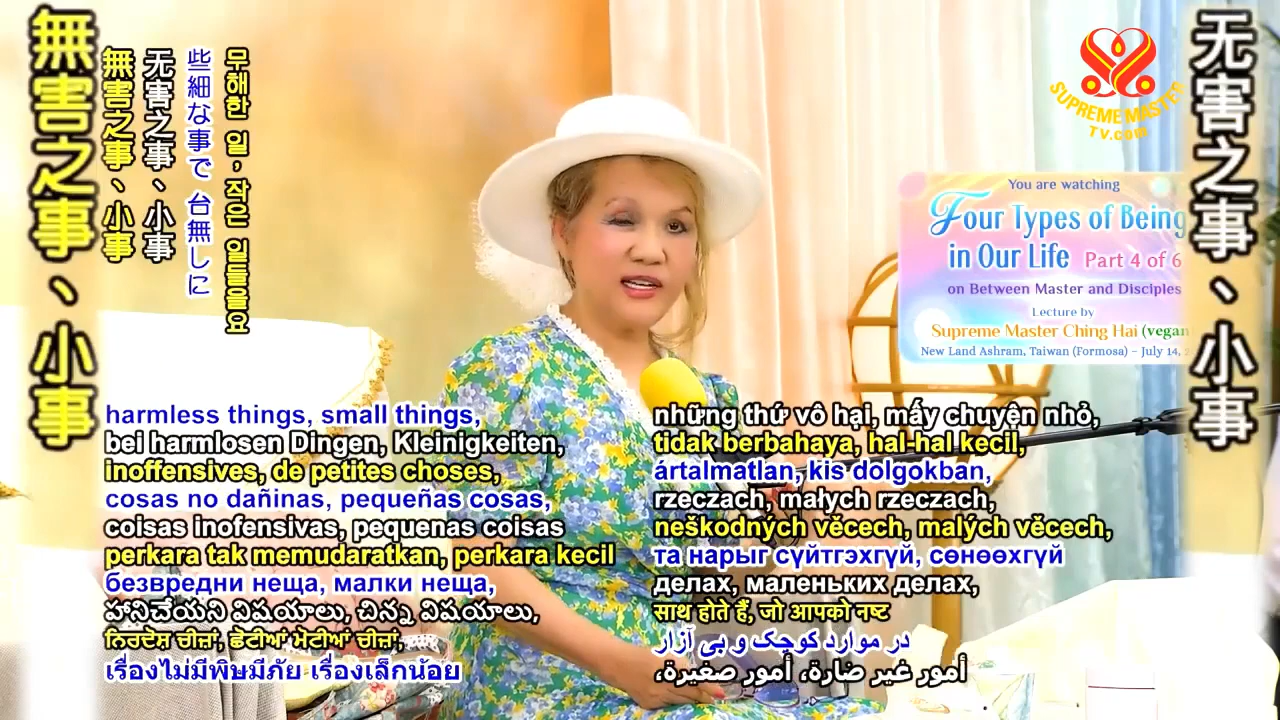 無害之事、小事
無害之事、小事
无害之事、小事
些細な事で 台無しに
무해한 일, 작은 일들을요
无害之事、小事
SUPREME MASTER
TV.COM
You are watching
Four Types of Being
in Our Life Part 4 of 6
on Between Master and Disciples
Lecture by
Supreme Master Ching Hai (vegan
New Land Ashram, Taiwan (Formosa) – July 14,
harmless things, small things,
bei harmlosen Dingen, Kleinigkeiten,
inoffensives, de petites choses,
cosas no dañinas, pequeñas cosas,
coisas inofensivas, pequenas coisas
perkara tak memudaratkan, perkara kecil
безвредни неща, малки неща,
హానిచేయని విషయాలు, చిన్న విషయాలు,
ਨਿਰਦੋਸ਼ ਚੀਜ਼ਾਂ, ਛੋਟੀਆਂ ਮੋਟੀਆਂ ਚੀਜ਼ਾਂ,
เรื่องไม่มีพิษมีภัย เรื่องเล็กน้อย
những thứ vô hại, mấy chuyện nhỏ,
tidak berbahaya, hal-hal kecil,
ártalmatlan, kis dolgokban,
rzeczach, małych rzeczach,
neškodných věcech, malých věcech,
та нарыг сүйтгэхгүй, сөнөөхгүй
делах, маленьких делах,
साथ होते हैं, जो आपको नष्ट
در موارد کوچک و بی آزار
أمور غير ضارة، أمور صغيرة،